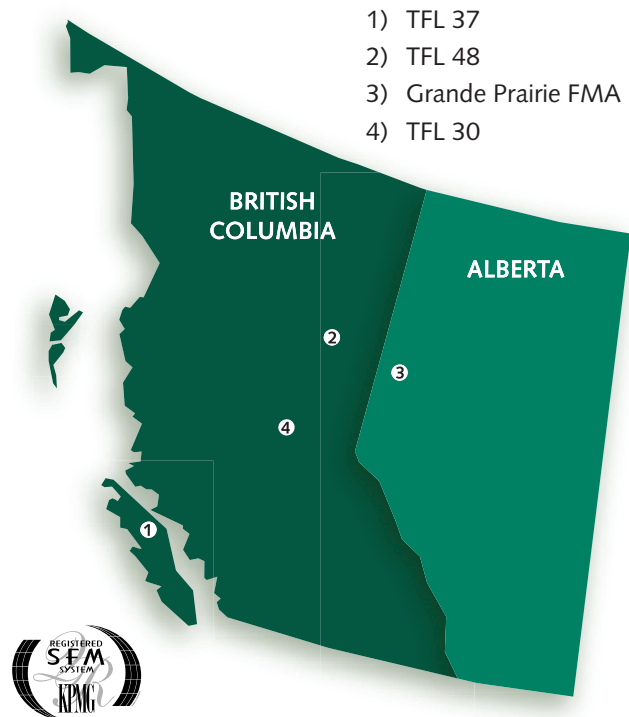 1) TFL 37
2) TFL 48
3) Grande Prairie FMA
4) TFL 30
BRITISH
COLUMBIA
ALBERTA
2
3
4
1
REGISTERED
SFM
SYSTEM
KPMG